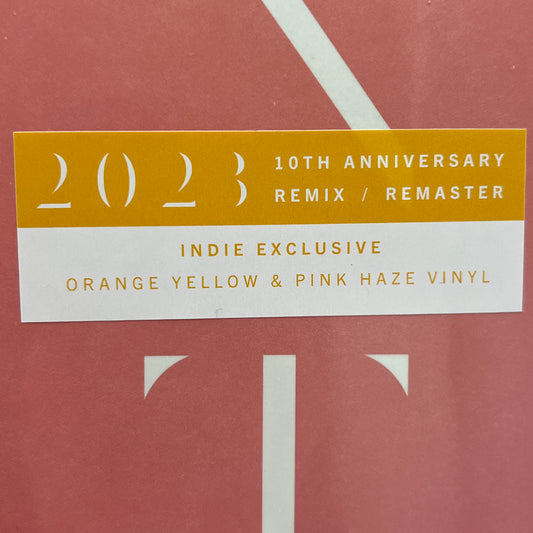 2023
10TH ANNIVERSARY
REMIX / REMASTER
INDIE EXCLUSIVE
ORANGE YELLOW & PINK HAZE VINYL
T